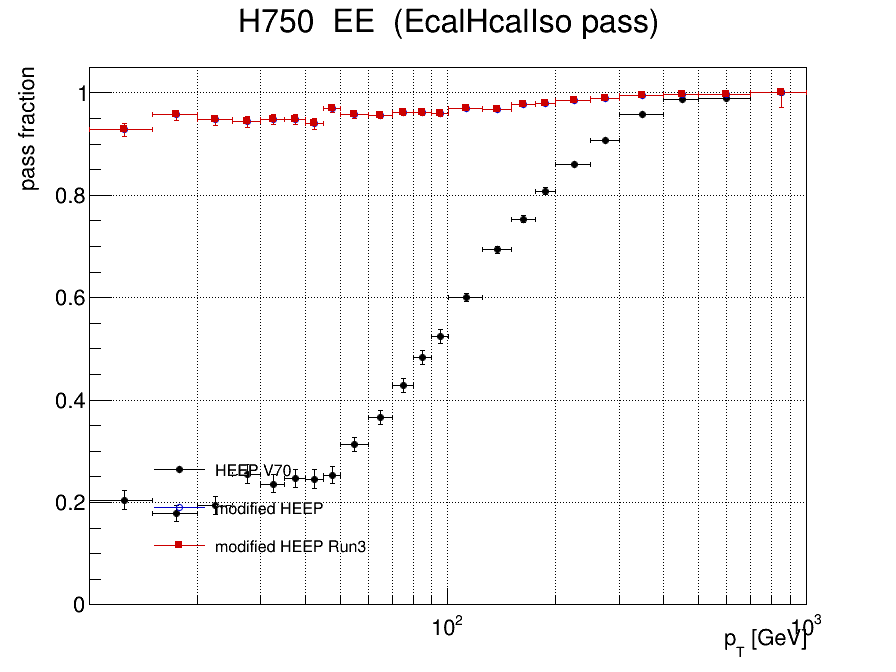 H750 EE (EcalHcalIso pass)
pass fraction
1
0.8
0.6
0.4
0.2
0
HEEP V70
modified HEEP
modified HEEP Run3
10²
10³
p_T [GeV]